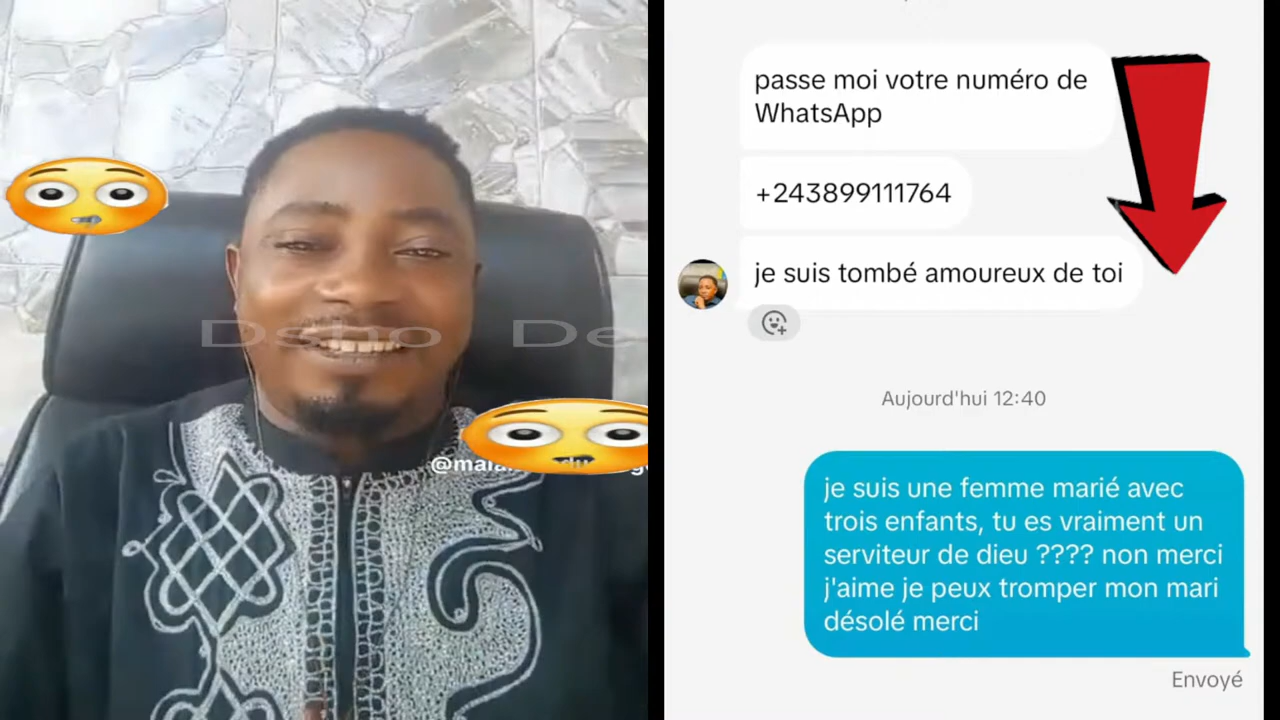 Dsho De
passe moi votre numéro de
WhatsApp
+243899111764
je suis tombé amoureux de toi
Aujourd'hui 12:40
je suis une femme marié avec
trois enfants, tu es vraiment un
serviteur de dieu ???? non merci
j'aime je peux tromper mon mari
désolé merci
Envoyé